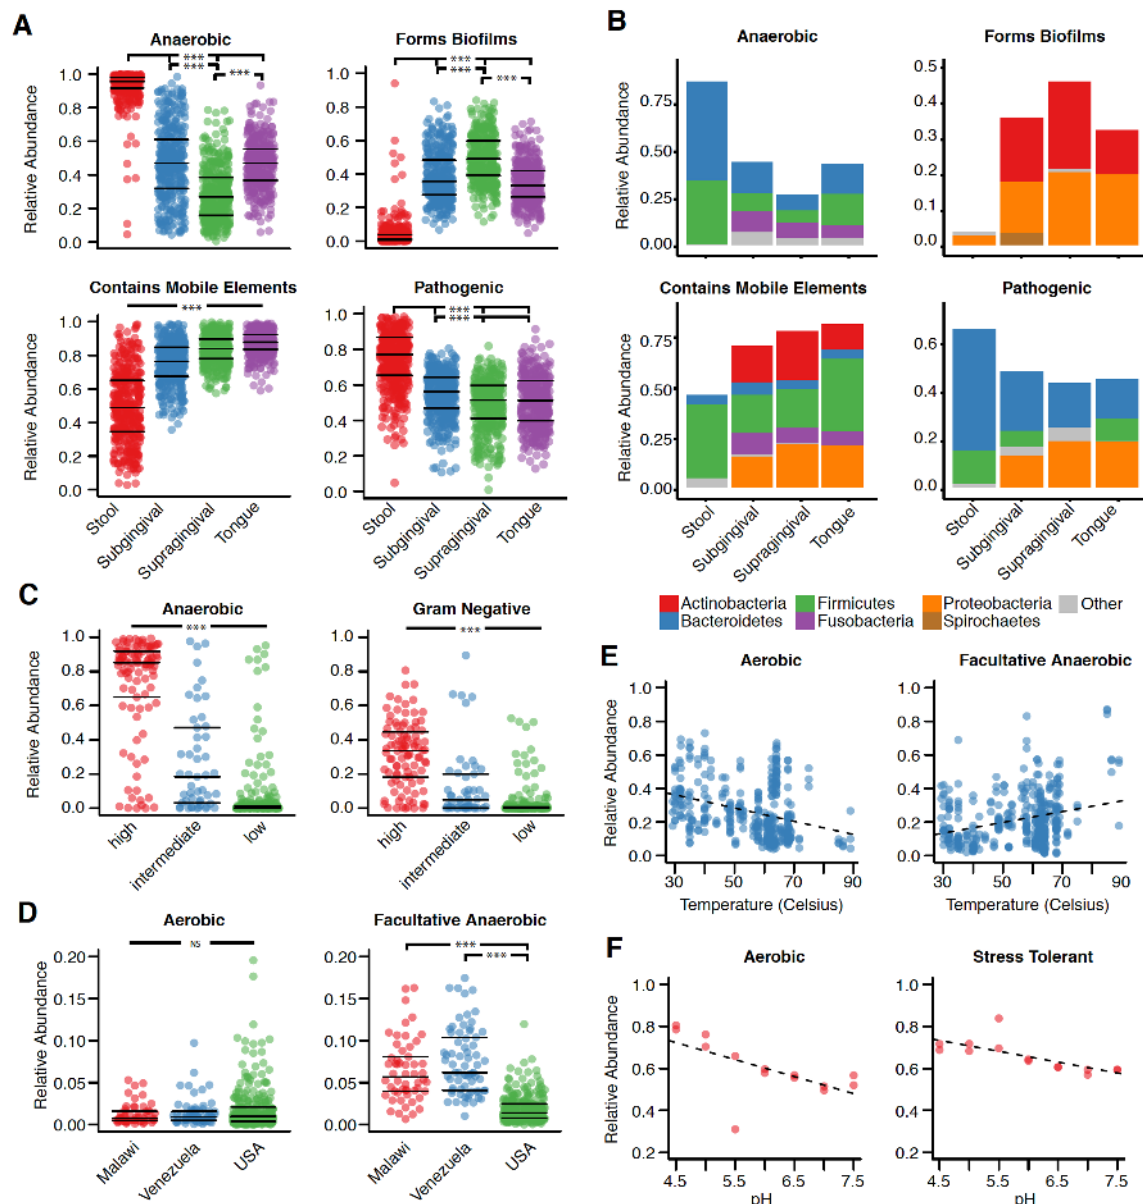 A
B
Anaerobic
Forms Biofilms
Anaerobic
Forms Biofilms
***
***
***
***
***
***
Relative Abundance
1.0
0.8
0.6
0.4
0.2
0.0
1.0
0.8
0.6
0.4
0.2
0.0
Relative Abundance
0.75
0.50
0.25
0.00
0.5
0.4
0.3
0.2
0.1
0.0
Contains Mobile Elements
Pathogenic
Contains Mobile Elements
Pathogenic
***
***
***
Relative Abundance
1.0
0.8
0.6
0.4
0.2
0.0
1.0
0.8
0.6
0.4
0.2
0.0
Relative Abundance
0.75
0.50
0.25
0.00
0.6
0.4
0.2
0.0
Stool
Subgingival
Supragingival
Tongue
Stool
Subgingival
Supragingival
Tongue
Stool
Subgingival
Supragingival
Tongue
Stool
Subgingival
Supragingival
Tongue
Actinobacteria
Firmicutes
Proteobacteria
Other
Bacteroidetes
Fusobacteria
Spirochaetes
C
Anaerobic
Gram Negative
***
***
Relative Abundance
1.0
0.8
0.6
0.4
0.2
0.0
1.0
0.8
0.6
0.4
0.2
0.0
high
intermediate
low
high
intermediate
low
E
Aerobic
Facultative Anaerobic
Relative Abundance
1.0
0.8
0.6
0.4
0.2
0.0
1.0
0.8
0.6
0.4
0.2
0.0
30 50 70 90
30 50 70 90
Temperature (Celsius)
Temperature (Celsius)
D
Aerobic
Facultative Anaerobic
NS
***
***
Relative Abundance
0.20
0.15
0.10
0.05
0.00
0.20
0.15
0.10
0.05
0.00
Malawi
Venezuela
USA
Malawi
Venezuela
USA
F
Aerobic
Stress Tolerant
Relative Abundance
1.0
0.8
0.6
0.4
0.2
1.0
0.8
0.6
0.4
0.2
4.5 5.5 6.5 7.5
4.5 5.5 6.5 7.5
pH
pH